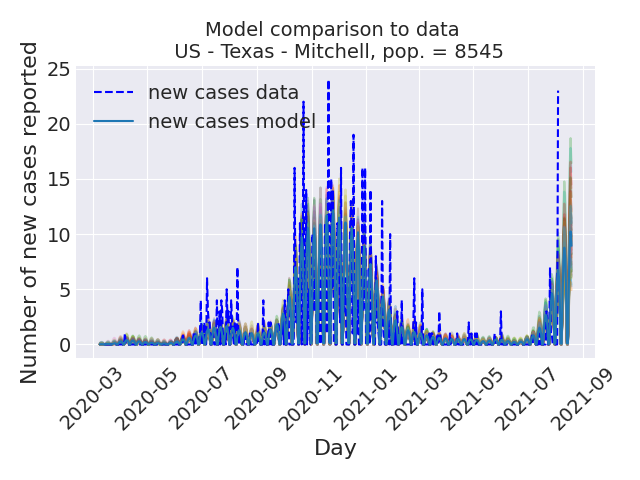 Model comparison to data
US - Texas - Mitchell, pop. = 8545
Number of new cases reported
25
20
15
10
5
0
new cases data
new cases model
2020-03
2020-05
2020-07
2020-09
2020-11
2021-01
2021-03
2021-05
2021-07
2021-09
Day